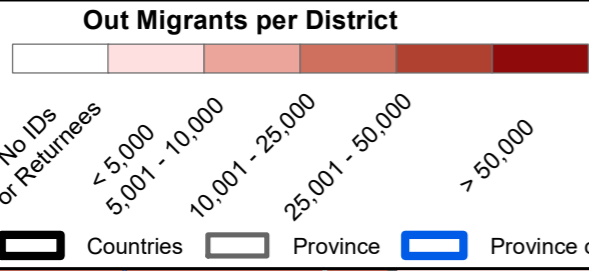 Out Migrants per District
No IDs
or Returnees
< 5,000
5,001 - 10,000
10,001 - 25,000
25,001 - 50,000
> 50,000
Countries
Province
Province